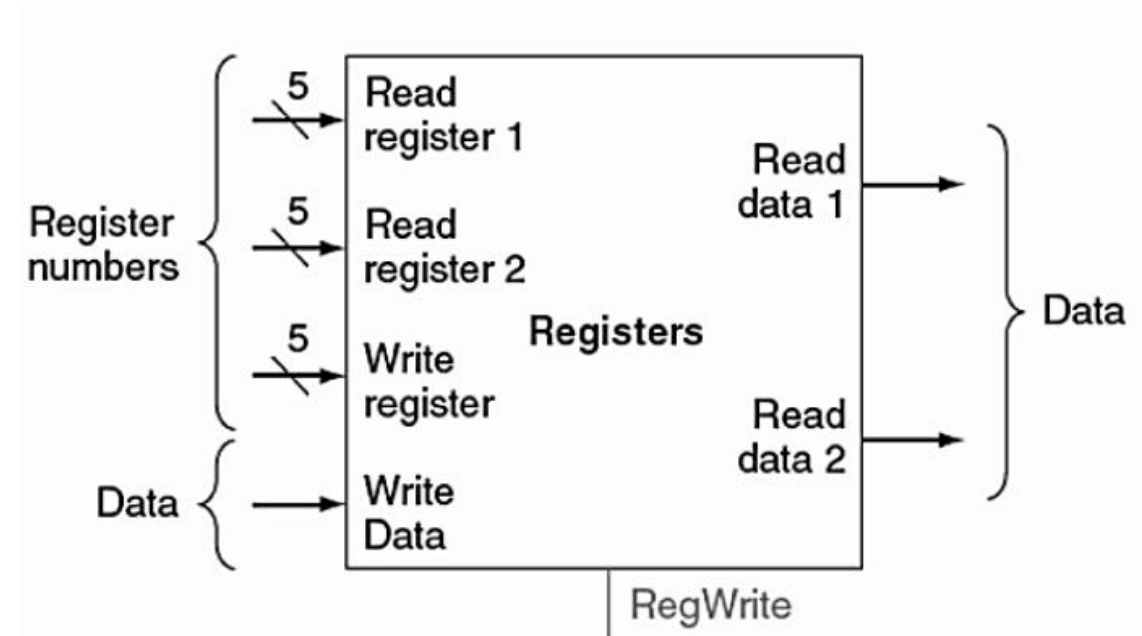 5
Read
register 1
5
Read
register 2
5
Write
register
Write
Data
Register
numbers
Data
Registers
Read
data 1
Read
data 2
Data
RegWrite